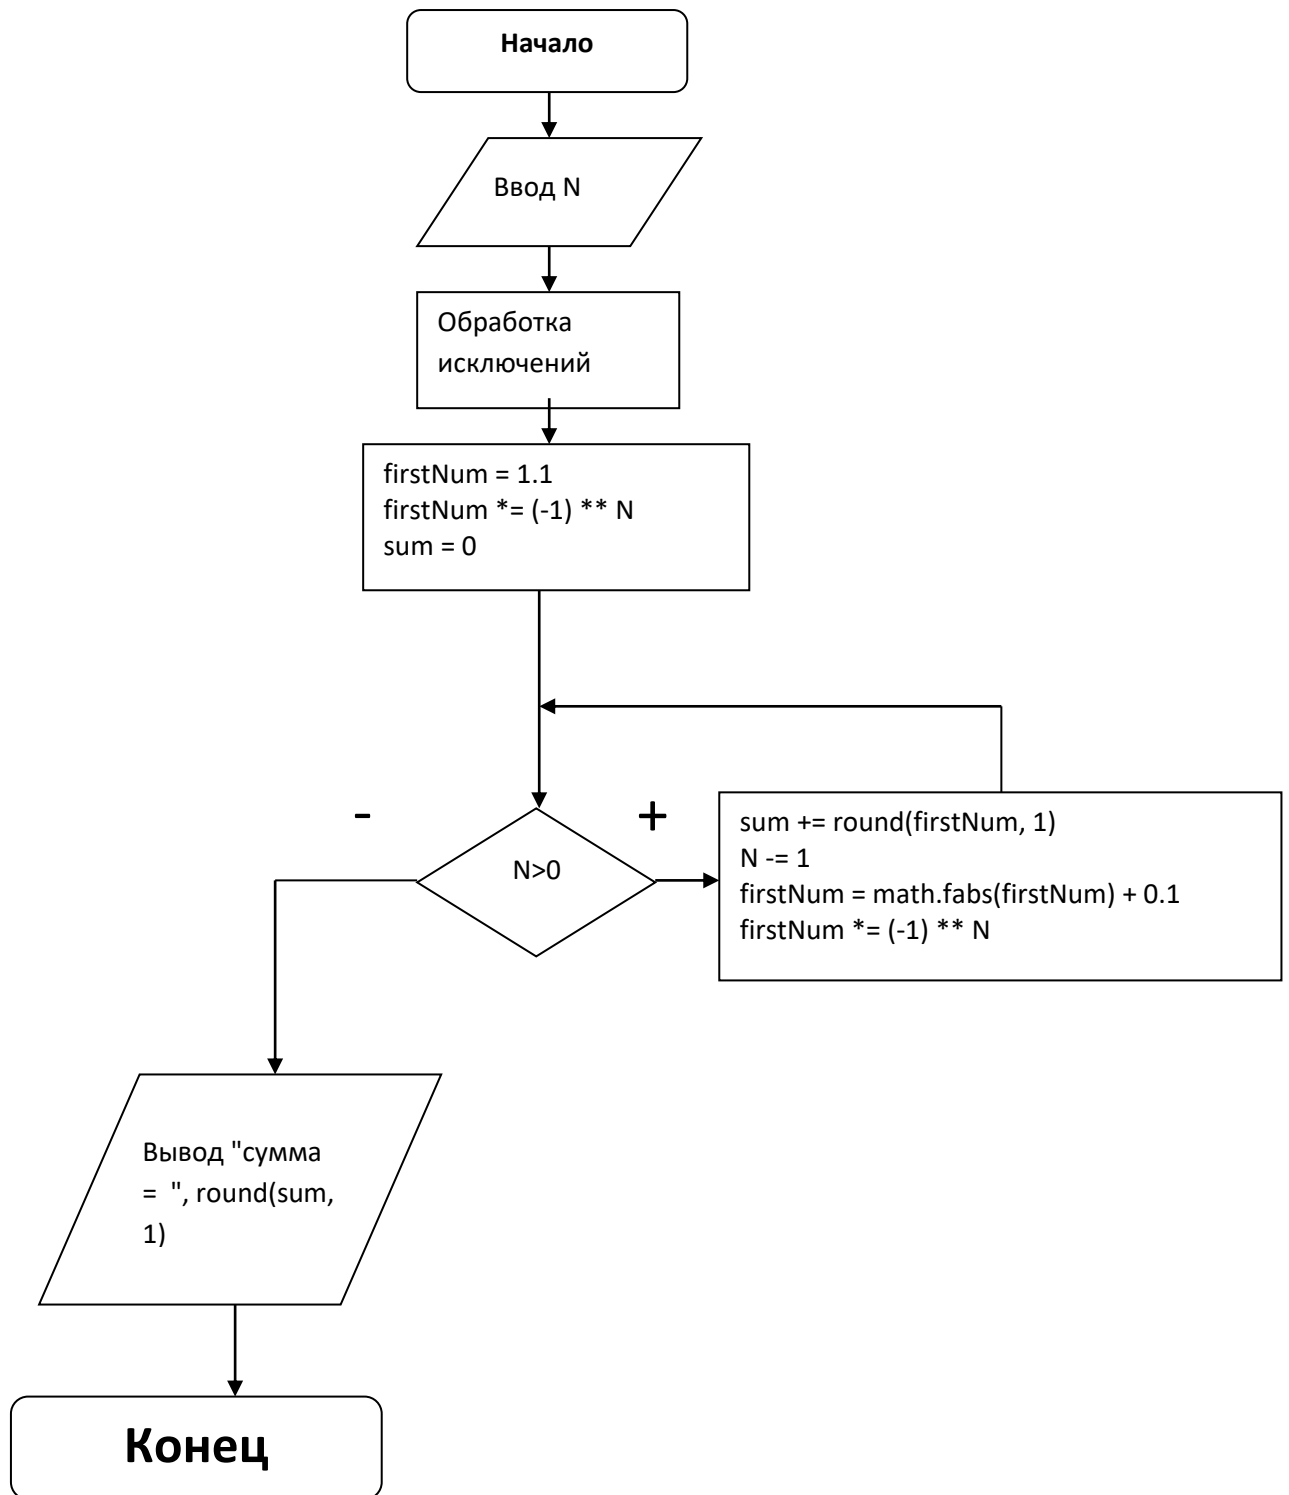 Начало
Ввод N
Обработка
исключений
firstNum = 1.1
firstNum *= (-1) ** N
sum = 0
-
+
N>0
sum += round(firstNum, 1)
N -= 1
firstNum = math.fabs(firstNum) + 0.1
firstNum *= (-1) ** N
Вывод "сумма
= ", round(sum,
1)
Конец